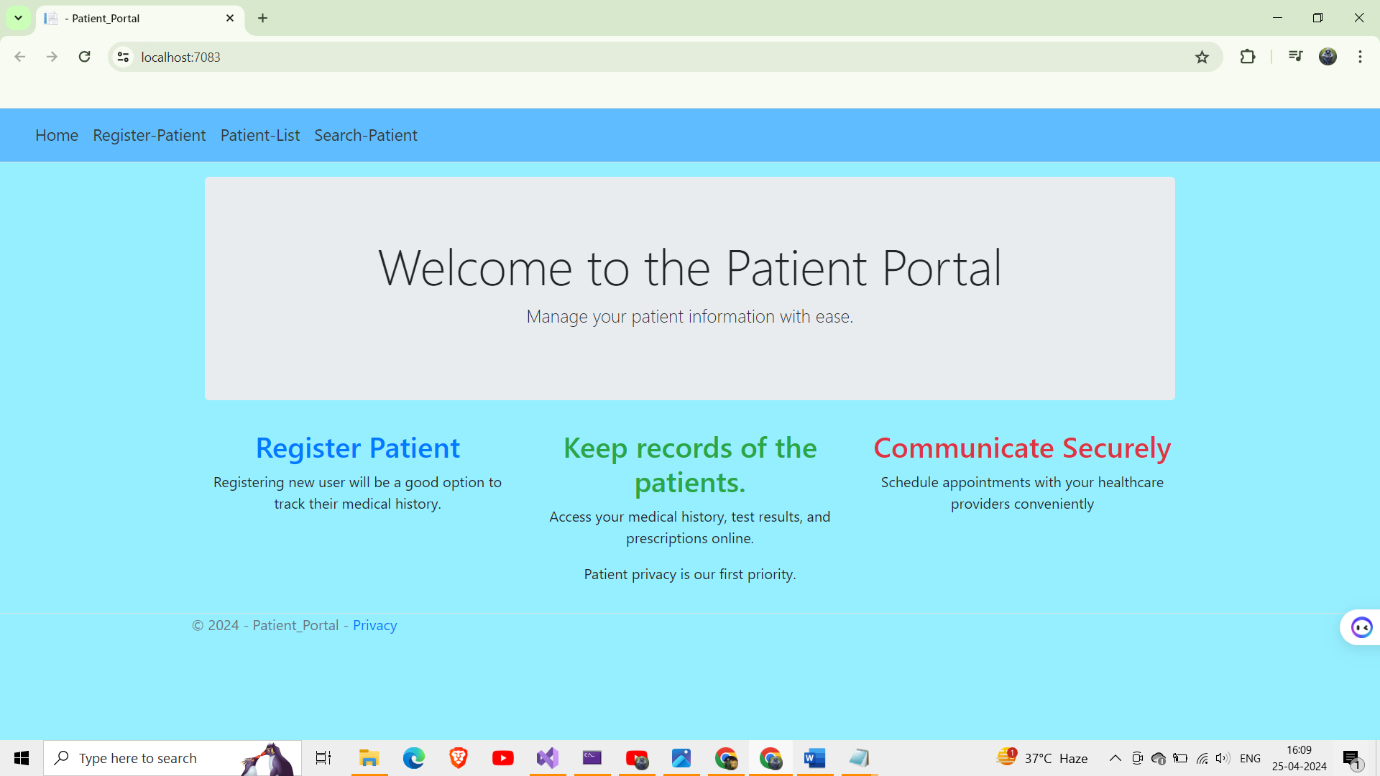 - Patient_Portal
localhost:7083
Home Register-Patient Patient-List Search-Patient
Welcome to the Patient Portal
Manage your patient information with ease.
Register Patient
Registering new user will be a good option to
track their medical history.
Keep records of the
patients.
Access your medical history, test results, and
prescriptions online.
Patient privacy is our first priority.
Communicate Securely
Schedule appointments with your healthcare
providers conveniently
© 2024 - Patient_Portal - Privacy
Type here to search
1
37°C Haze
ENG
16:09
25-04-2024
1